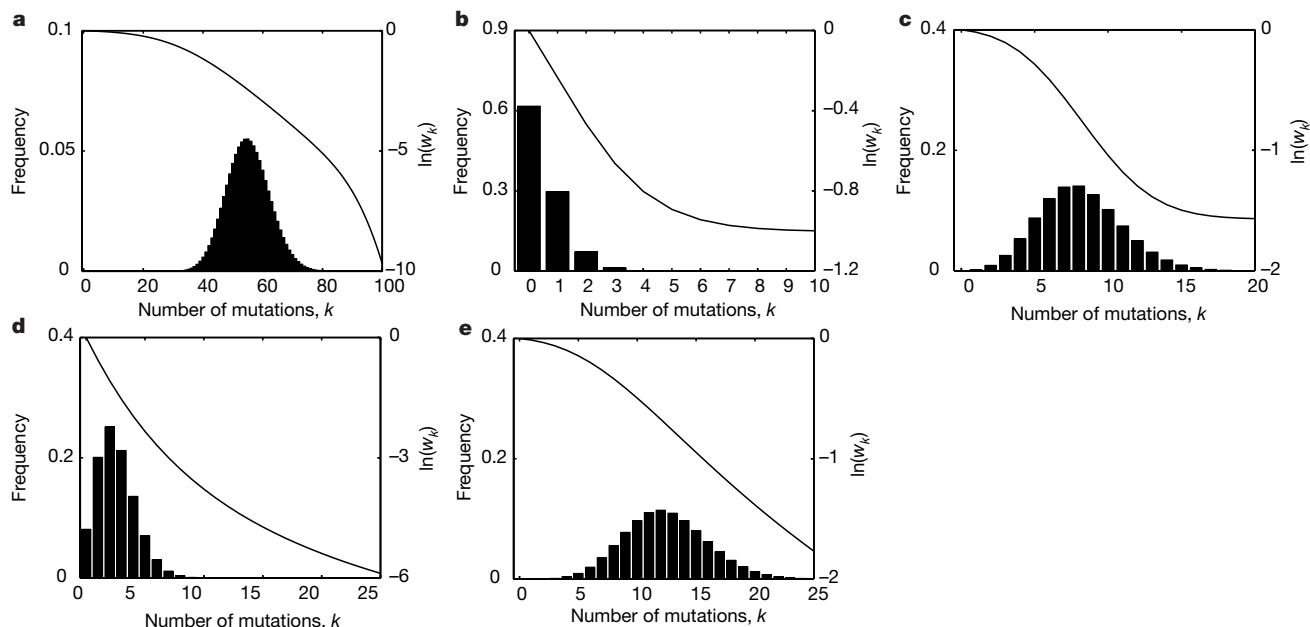 a
0.1
0.05
0
Frequency
0
−5
−10
ln(w_k)
0 20 40 60 80 100
Number of mutations, k
b
0.9
0.6
0.3
0
Frequency
0
−0.4
−0.8
−1.2
ln(w_k)
0 1 2 3 4 5 6 7 8 9 10
Number of mutations, k
c
0.4
0.2
0
Frequency
0
−1
−2
ln(w_k)
0 5 10 15 20
Number of mutations, k
d
0.4
0.2
0
Frequency
0
−3
−6
ln(w_k)
0 5 10 15 20 25
Number of mutations, k
e
0.4
0.2
0
Frequency
0
−1
−2
ln(w_k)
0 5 10 15 20 25
Number of mutations, k